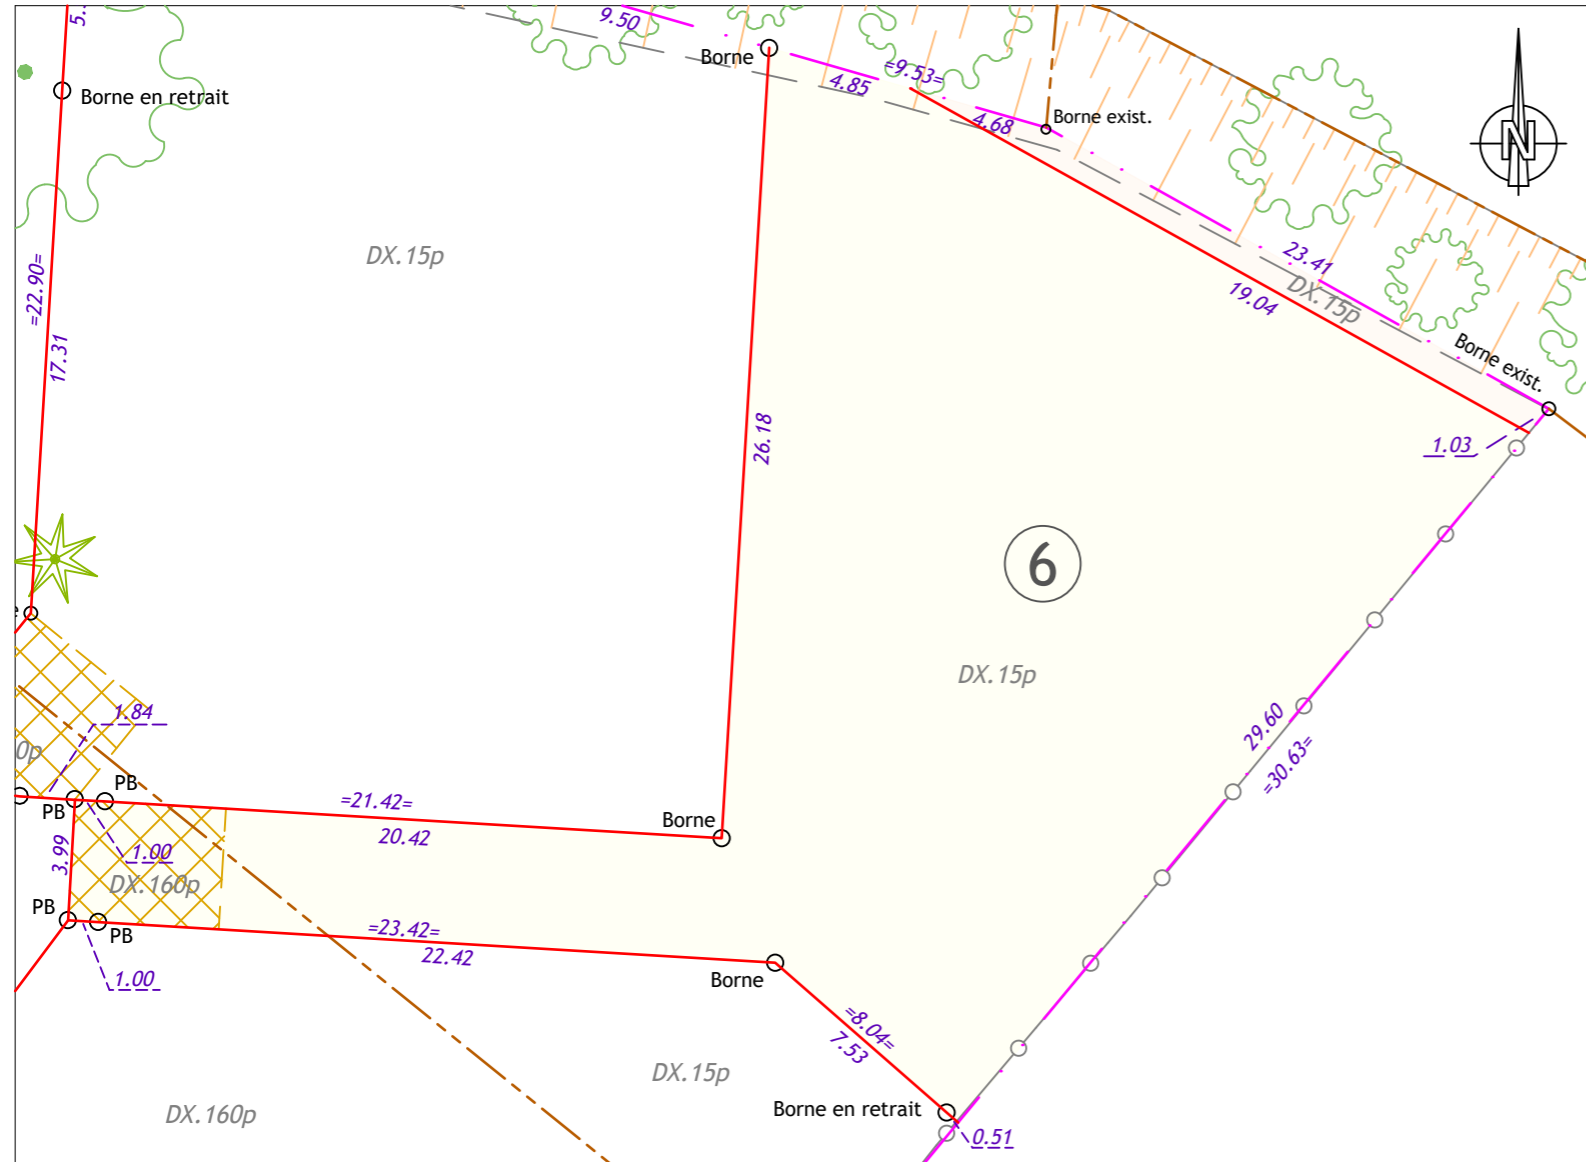 9.50
Borne
4.85
=9.53=
4.68
Borne exist.
N
Borne en retrait
DX.15p
=22.90=
17.31
23.41
DX.15p
19.04
Borne exist.
1.03
26.18
6
DX.15p
29.60
=30.63=
1.84
0p
PB
PB
=21.42=
20.42
Borne
3.99
1.00
DX.160p
PB
PB
=23.42=
22.42
1.00
Borne
=8.04=
7.53
DX.15p
DX.160p
Borne en retrait
0.51